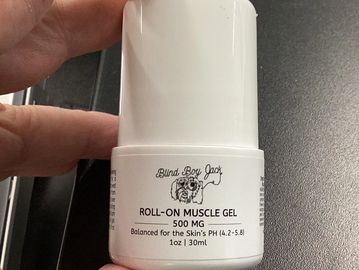 Blind Boy Jack
ROLL-ON MUSCLE GEL
500 MG
Balanced for the Skin's PH (4.2-5.8)
1oz | 30ml